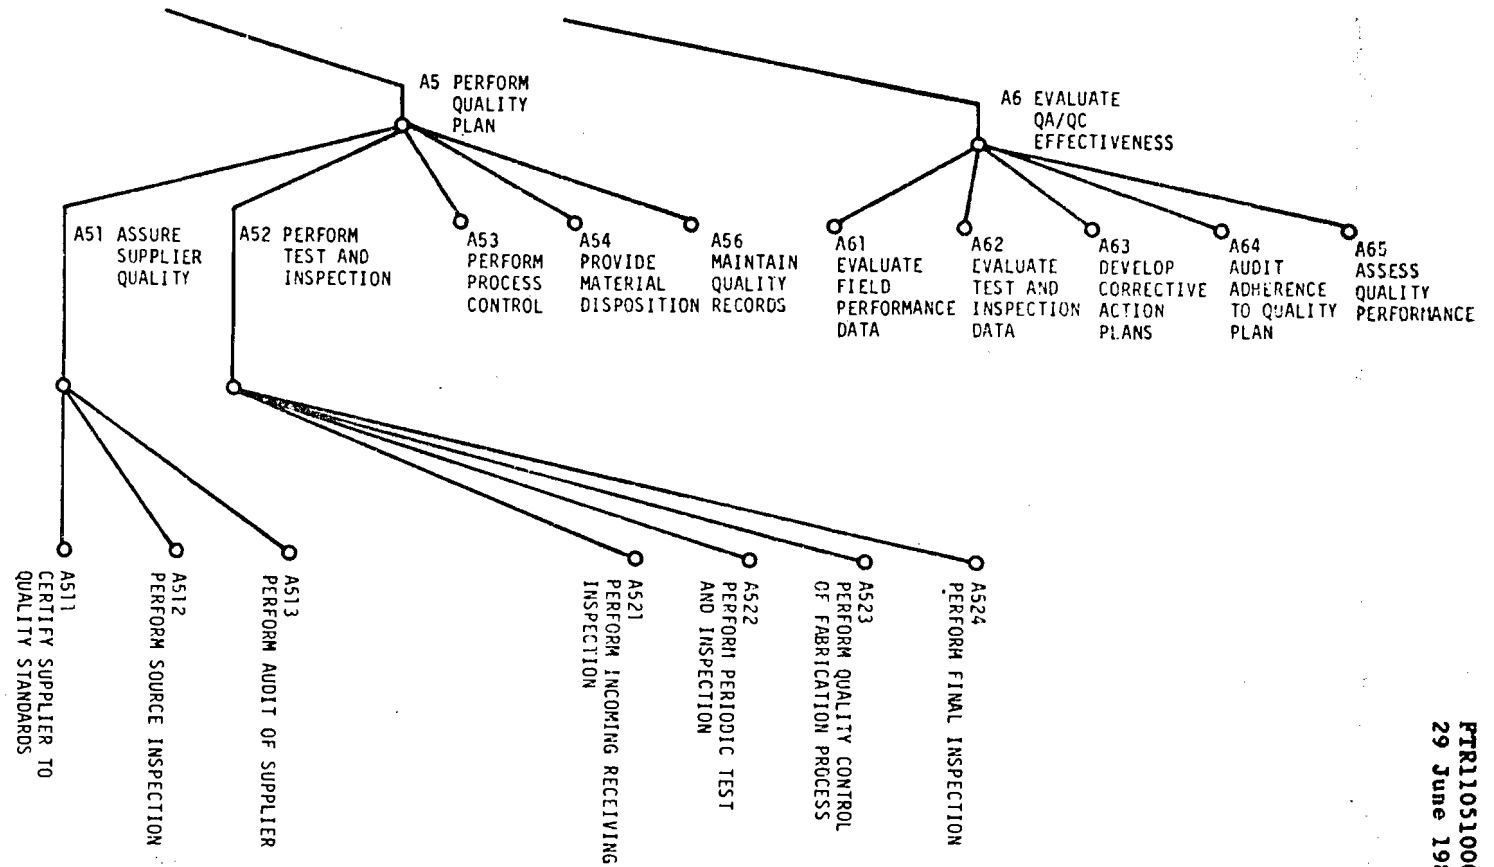 A5 PERFORM
QUALITY
PLAN
A6 EVALUATE
QA/QC
EFFECTIVENESS
A51 ASSURE
SUPPLIER
QUALITY
A52 PERFORM
TEST AND
INSPECTION
A53
PERFORM
PROCESS
CONTROL
A54
PROVIDE
MATERIAL
DISPOSITION
A56
MAINTAIN
QUALITY
RECORDS
A61
EVALUATE
FIELD
PERFORMANCE
DATA
A62
EVALUATE
TEST AND
INSPECTION
DATA
A63
DEVELOP
CORRECTIVE
ACTION
PLANS
A64
AUDIT
ADHERENCE
TO QUALITY
PLAN
A65
ASSESS
QUALITY
PERFORMANCE
A511
CERTIFY SUPPLIER TO
QUALITY STANDARDS
A512
PERFORM SOURCE INSPECTION
A513
PERFORM AUDIT OF SUPPLIER
A521
PERFORM INCOMING RECEIVING
INSPECTION
A522
PERFORM PERIODIC TEST
AND INSPECTION
A523
PERFORM QUALITY CONTROL
OF FABRICATION PROCESS
A524
PERFORM FINAL INSPECTION
29 June